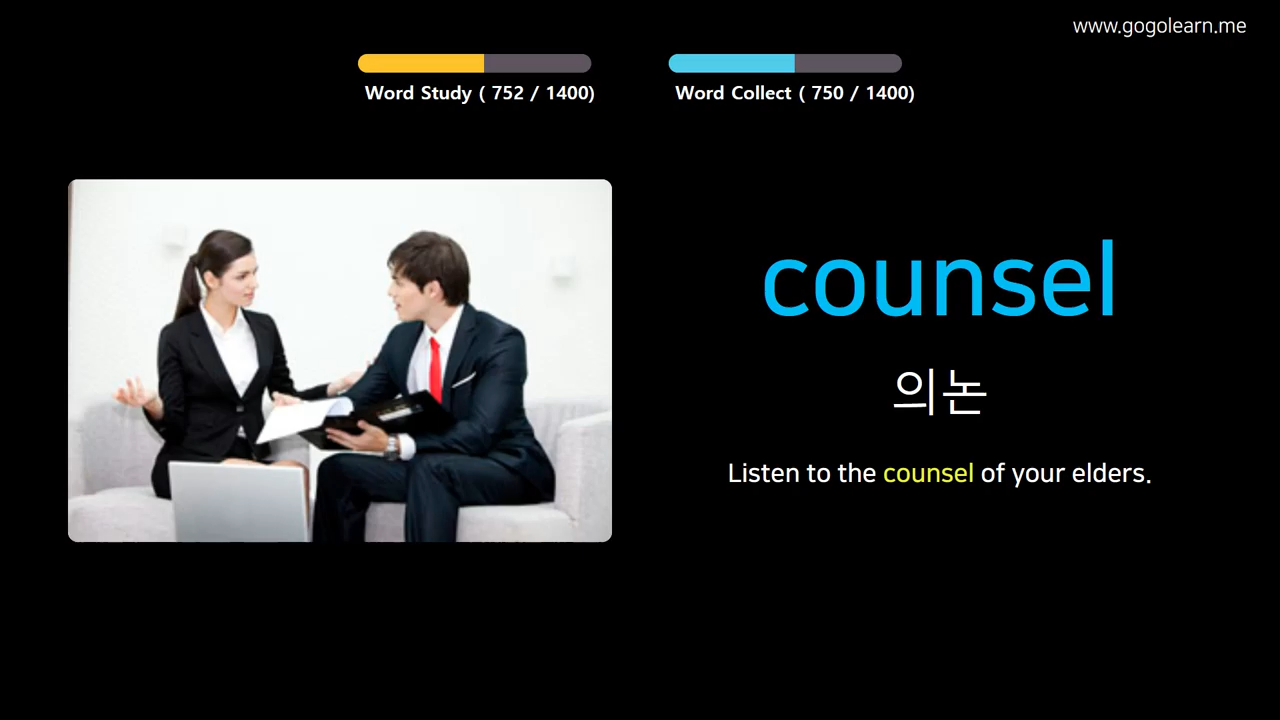 www.gogolearn.me
Word Study ( 752 / 1400)
Word Collect ( 750 / 1400)
counsel
의논
Listen to the counsel of your elders.